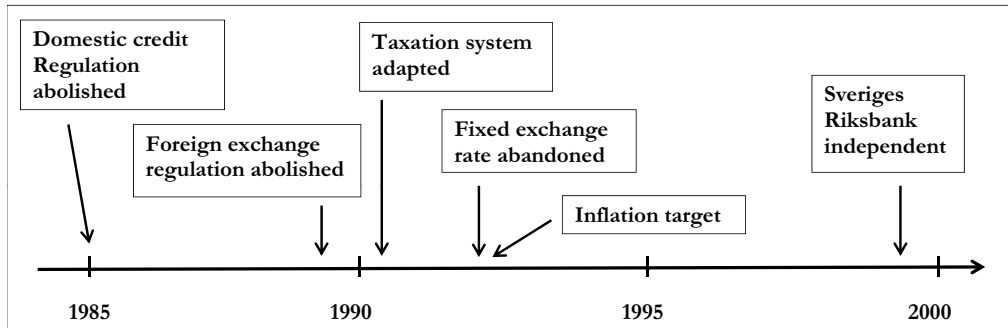 Domestic credit
Regulation
abolished
Foreign exchange
regulation abolished
Taxation system
adapted
Fixed exchange
rate abandoned
Inflation target
Sveriges
Riksbank
independent
1985
1990
1995
2000